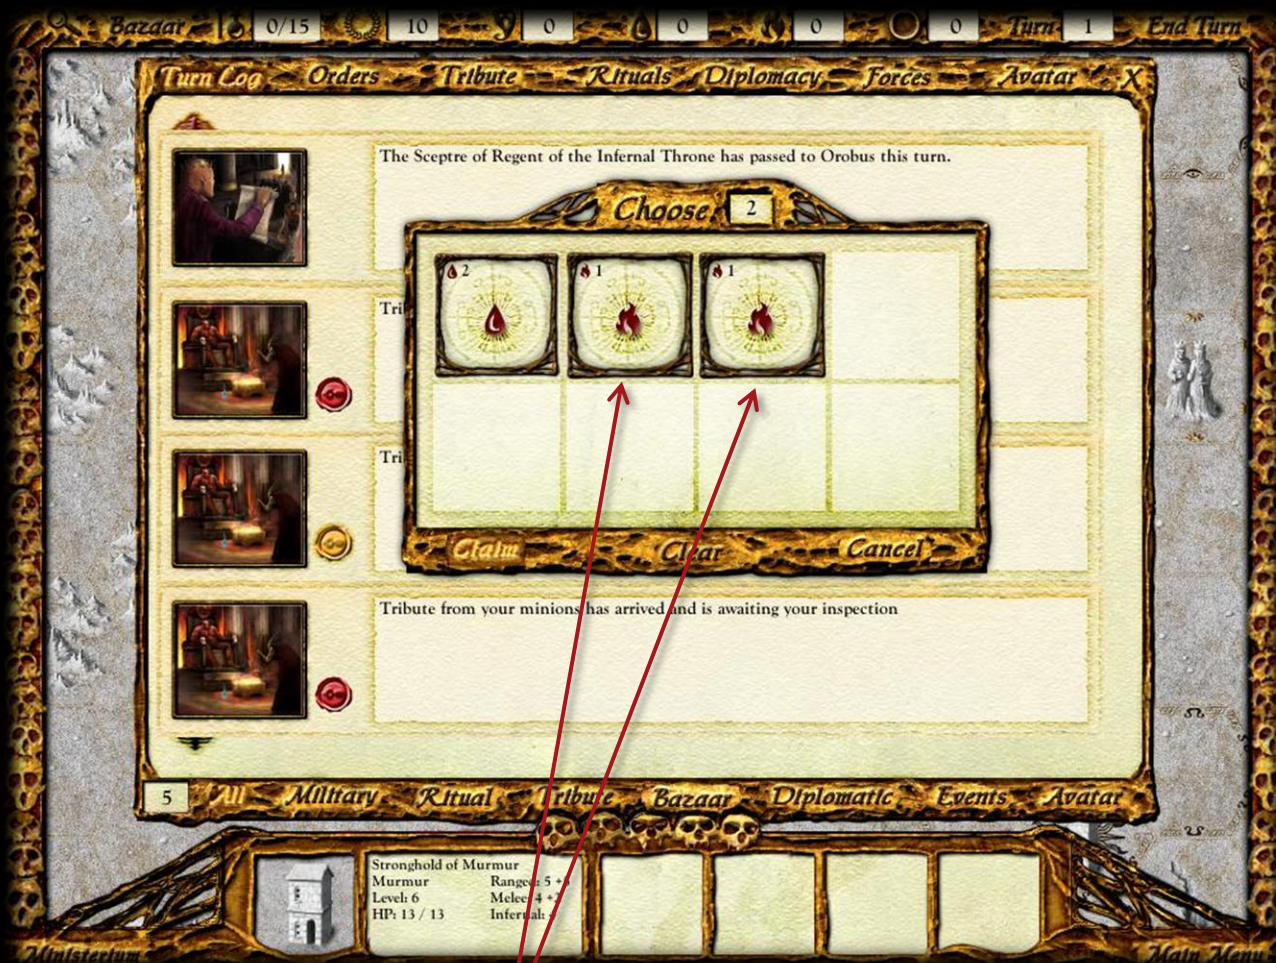 Bazaar 0/15 10 0 0 0 0 Turn 1 End Turn
Turn Log Orders Tribute Rituals Diplomacy Forces Avatar X
The Sceptre of Regent of the Infernal Throne has passed to Orobus this turn.
Choose 2
2 1 1
Tri
Tri
Claim Clear Cancel
Tribute from your minions has arrived and is awaiting your inspection
5 All Military Ritual Tribute Bazaar Diplomatic Events Avatar
Stronghold of Murmur
Murmur Ranged: 5
Level: 6 Melee: 4
HP: 13 / 13 Infernal:
Ministerium Main Menu